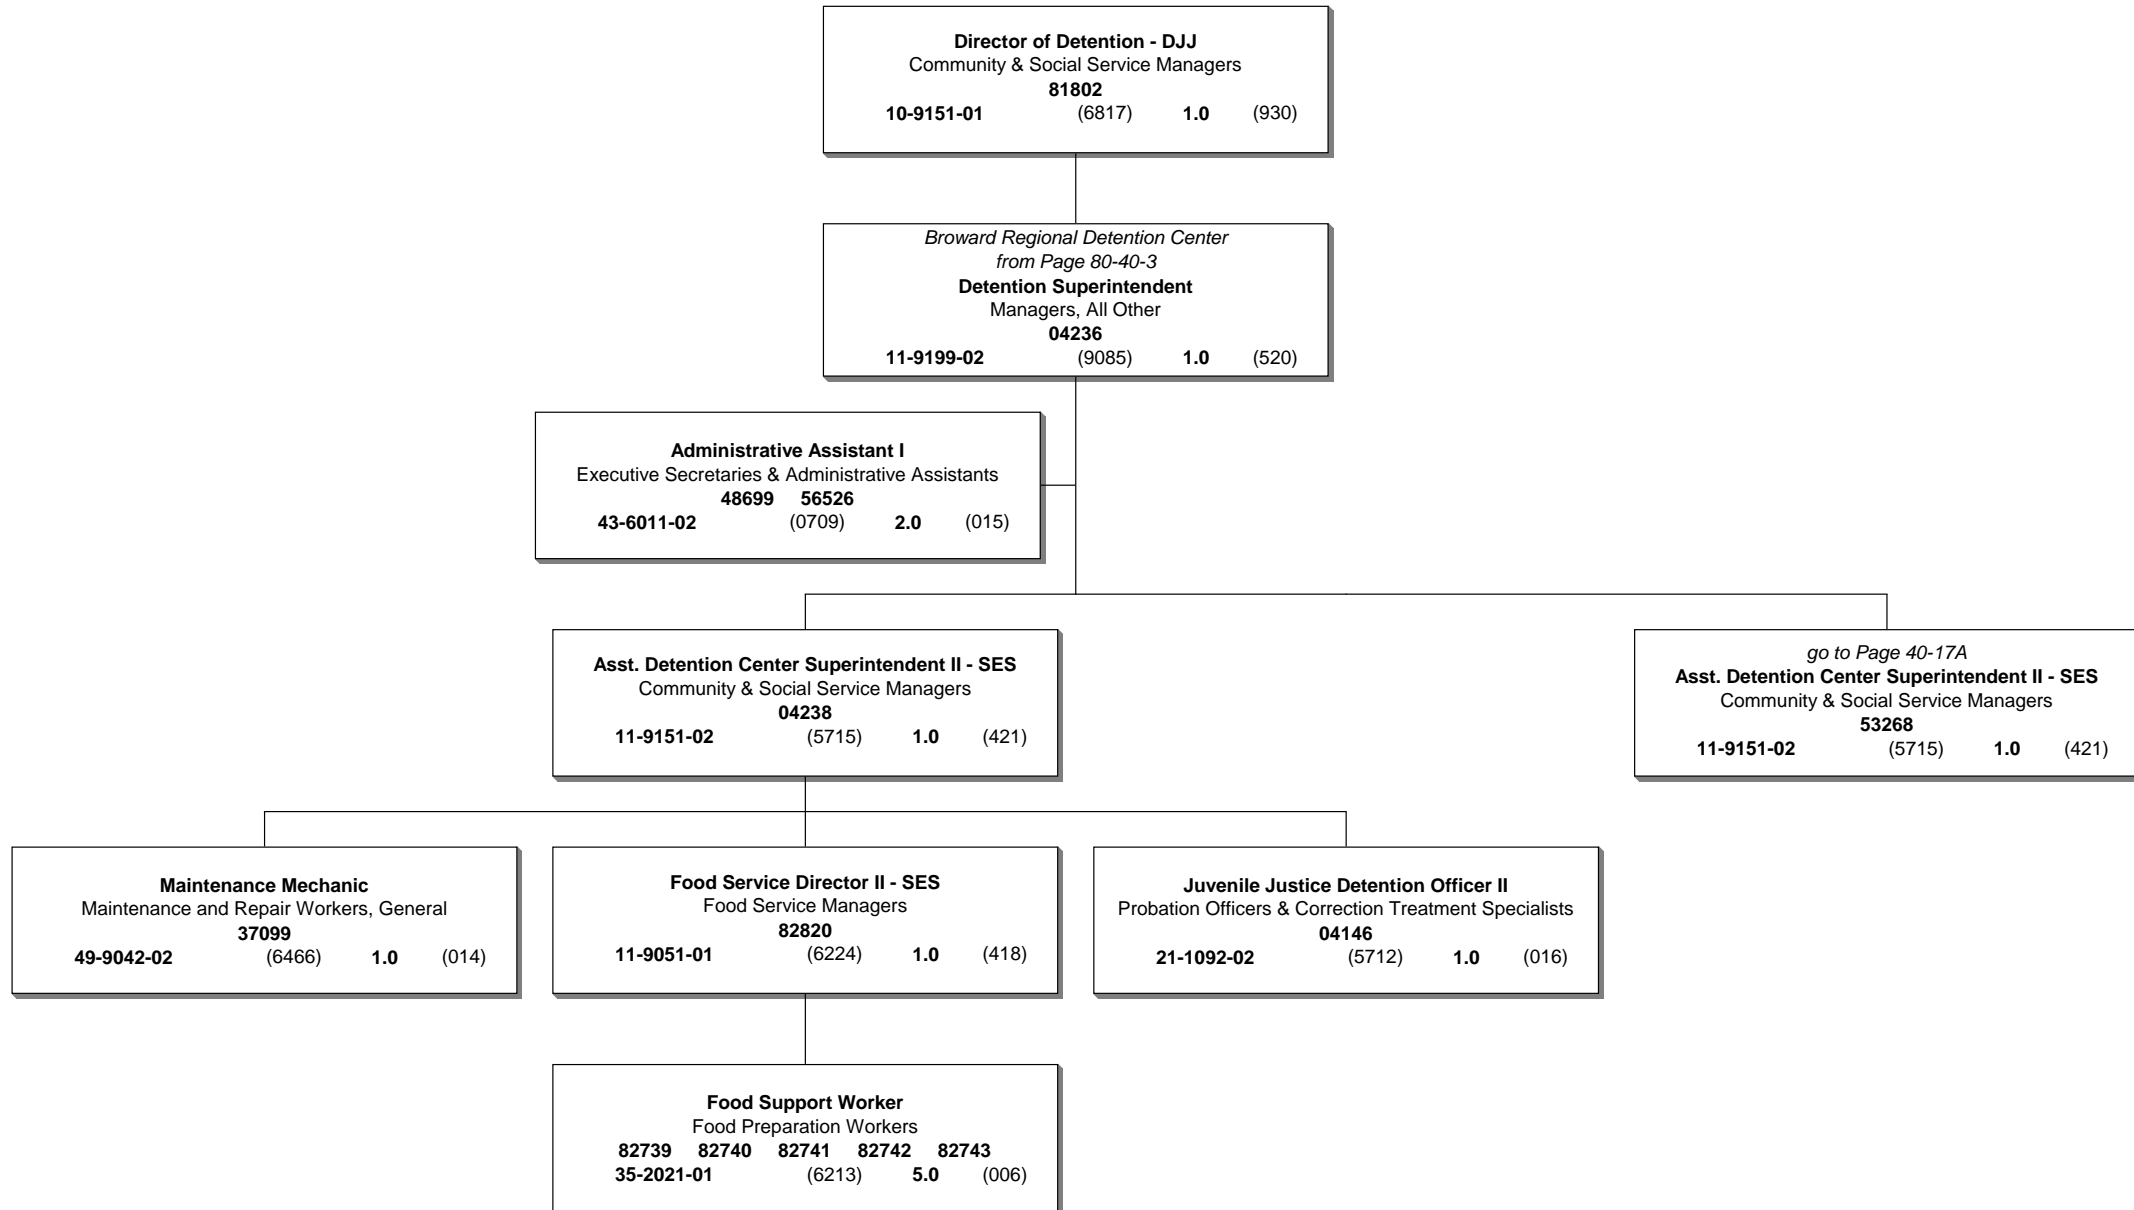 Director of Detention - DJJ
Community & Social Service Managers
81802
10-9151-01 (6817) 1.0 (930)
Broward Regional Detention Center
from Page 80-40-3
Detention Superintendent
Managers, All Other
04236
11-9199-02 (9085) 1.0 (520)
Administrative Assistant I
Executive Secretaries & Administrative Assistants
48699 56526
43-6011-02 (0709) 2.0 (015)
Asst. Detention Center Superintendent II - SES
Community & Social Service Managers
04238
11-9151-02 (5715) 1.0 (421)
go to Page 40-17A
Asst. Detention Center Superintendent II - SES
Community & Social Service Managers
53268
11-9151-02 (5715) 1.0 (421)
Maintenance Mechanic
Maintenance and Repair Workers, General
37099
49-9042-02 (6466) 1.0 (014)
Food Service Director II - SES
Food Service Managers
82820
11-9051-01 (6224) 1.0 (418)
Juvenile Justice Detention Officer II
Probation Officers & Correction Treatment Specialists
04146
21-1092-02 (5712) 1.0 (016)
Food Support Worker
Food Preparation Workers
82739 82740 82741 82742 82743
35-2021-01 (6213) 5.0 (006)